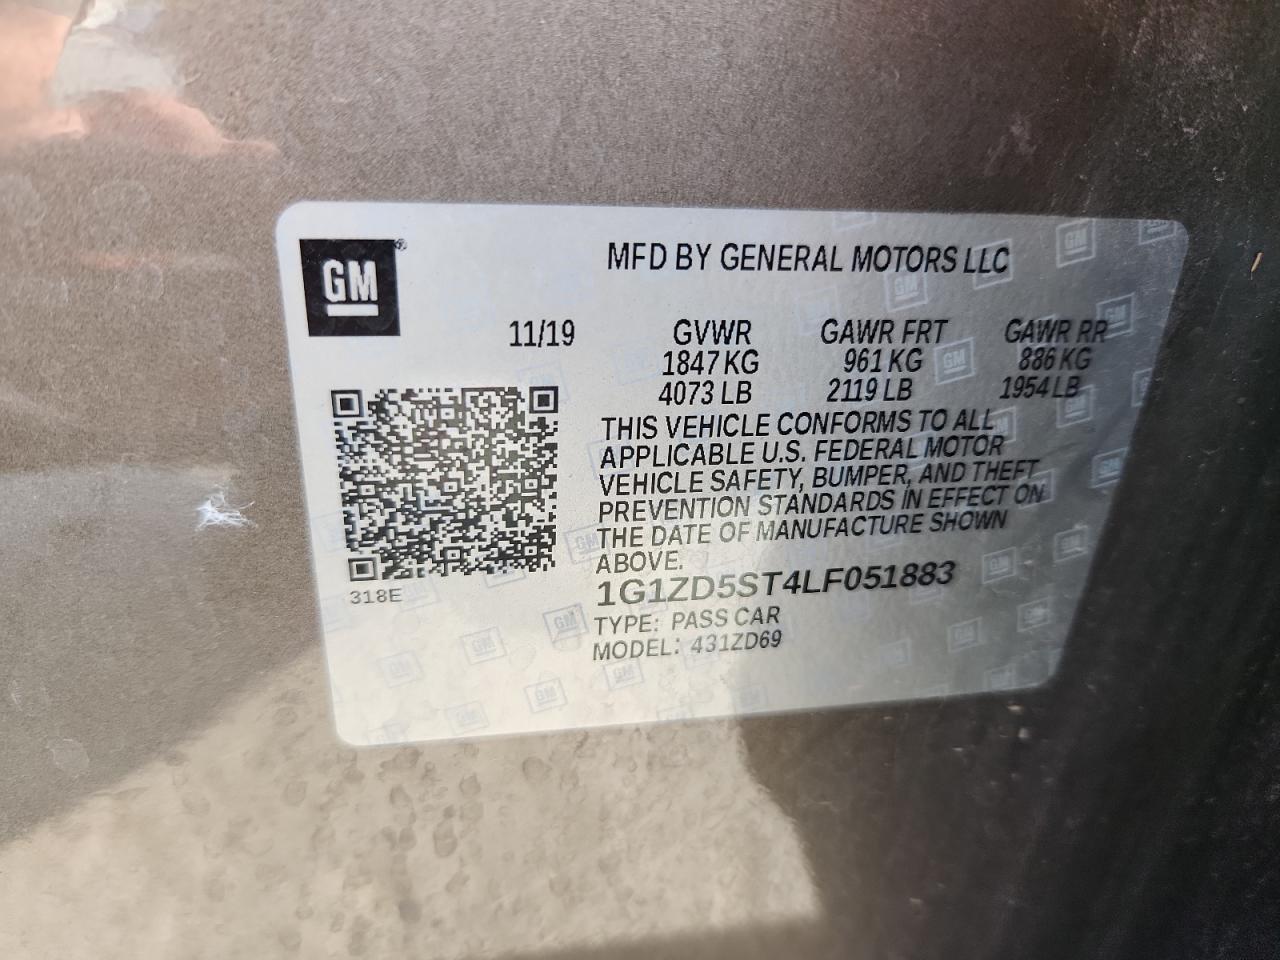 GM®
MFD BY GENERAL MOTORS LLC
11/19 GVWR GAWR FRT GAWR RR
1847 KG 961 KG 886 KG
4073 LB 2119 LB 1954 LB
THIS VEHICLE CONFORMS TO ALL
APPLICABLE U.S. FEDERAL MOTOR
VEHICLE SAFETY, BUMPER, AND THEFT
PREVENTION STANDARDS IN EFFECT ON
THE DATE OF MANUFACTURE SHOWN
ABOVE.
318E
1G1ZD5ST4LF051883
TYPE: PASS CAR
MODEL: 431ZD69